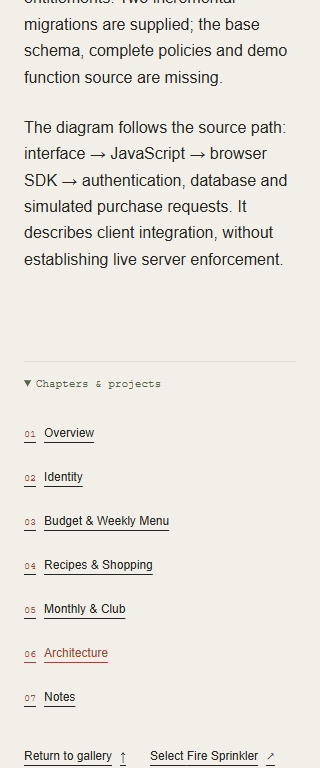 entitlements. Two incremental
migrations are supplied; the base
schema, complete policies and demo
function source are missing.
The diagram follows the source path:
interface → JavaScript → browser
SDK → authentication, database and
simulated purchase requests. It
describes client integration, without
establishing live server enforcement.
▼ Chapters & projects
01 Overview
02 Identity
03 Budget & Weekly Menu
04 Recipes & Shopping
05 Monthly & Club
06 Architecture
07 Notes
Return to gallery ↑ Select Fire Sprinkler ↗